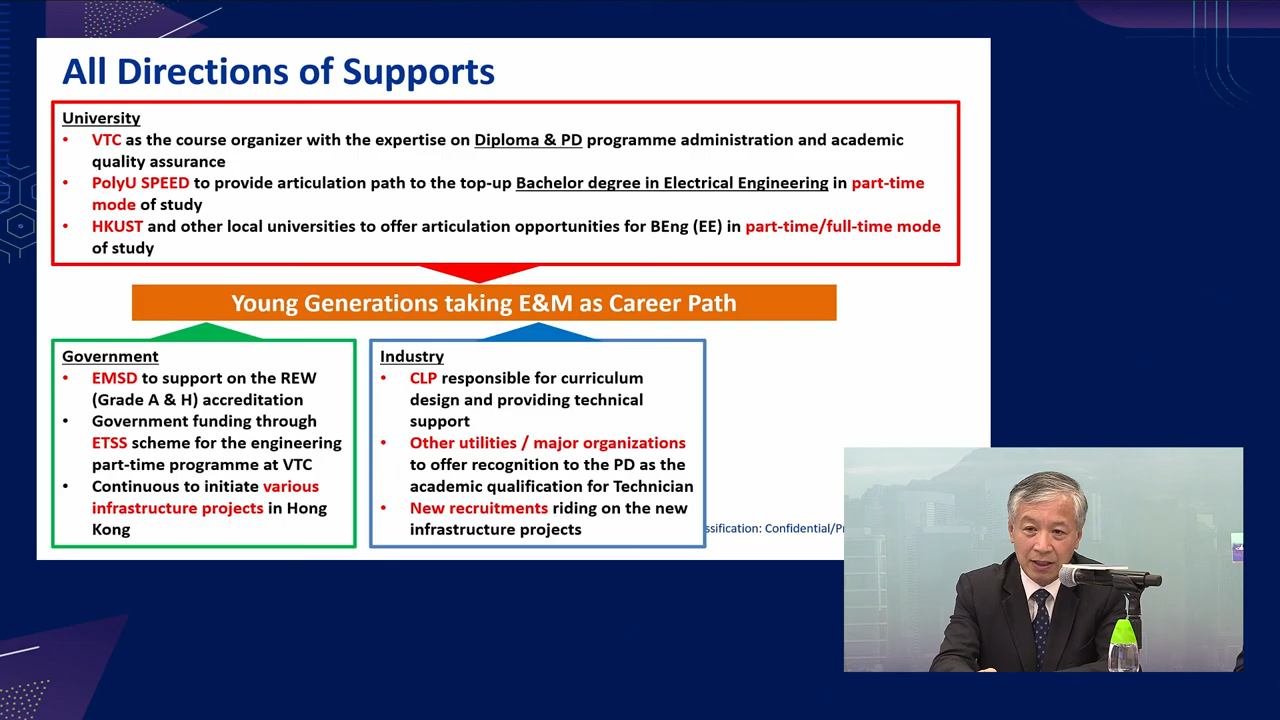 All Directions of Supports
University
• VTC as the course organizer with the expertise on Diploma & PD programme administration and academic
quality assurance
• PolyU SPEED to provide articulation path to the top-up Bachelor degree in Electrical Engineering in part-time
mode of study
• HKUST and other local universities to offer articulation opportunities for BEng (EE) in part-time/full-time mode
of study
Young Generations taking E&M as Career Path
Government
• EMSD to support on the REW
(Grade A & H) accreditation
• Government funding through
ETSS scheme for the engineering
part-time programme at VTC
• Continuous to initiate various
infrastructure projects in Hong
Kong
Industry
• CLP responsible for curriculum
design and providing technical
support
• Other utilities / major organizations
to offer recognition to the PD as the
academic qualification for Technician
• New recruitments riding on the new
infrastructure projects
ssification: Confidential/Pr